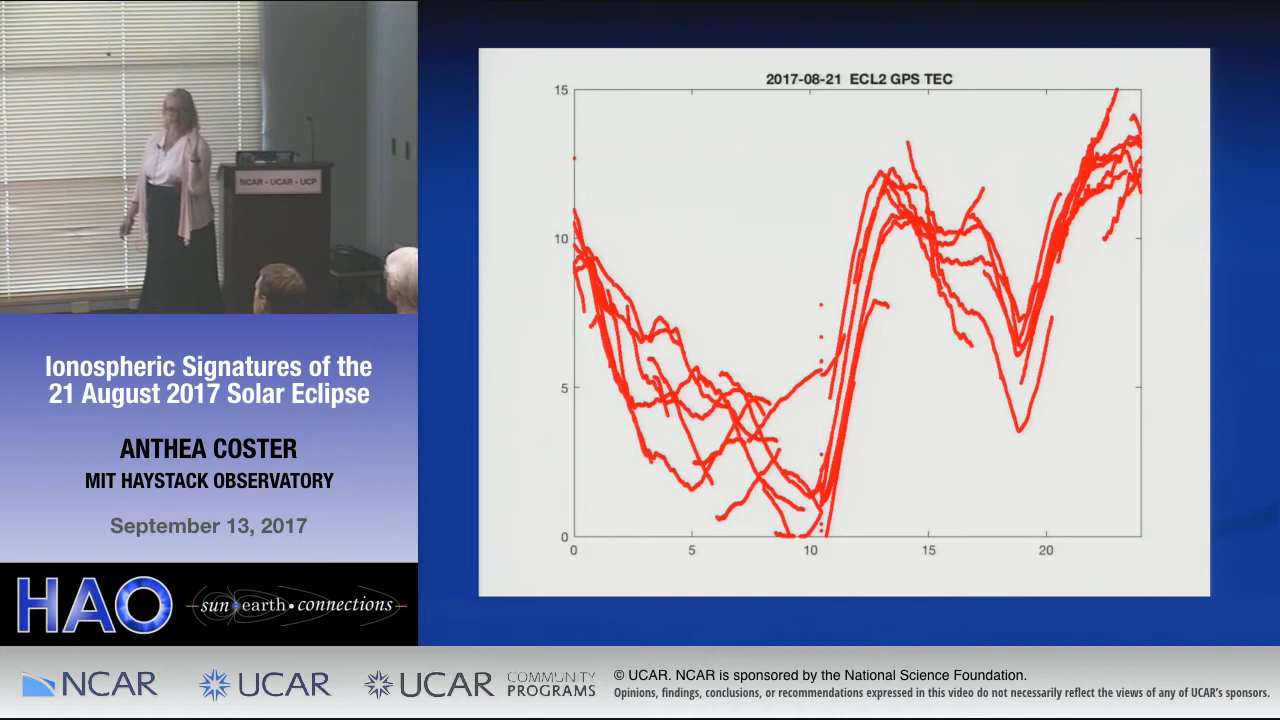 NCAR • UCAR • UCP
Ionospheric Signatures of the
21 August 2017 Solar Eclipse
ANTHEA COSTER
MIT HAYSTACK OBSERVATORY
September 13, 2017
HAO
sun earth • connections
2017-08-21 ECL2 GPS TEC
15
10
5
0
0 5 10 15 20
NCAR
UCAR
UCAR COMMUNITY PROGRAMS
© UCAR. NCAR is sponsored by the National Science Foundation.
Opinions, findings, conclusions, or recommendations expressed in this video do not necessarily reflect the views of any of UCAR's sponsors.